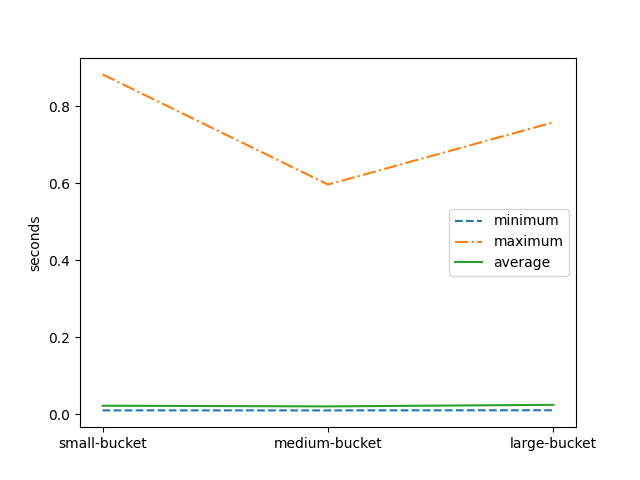 0.8
0.6
0.4
0.2
0.0
seconds
minimum
maximum
average
small-bucket
medium-bucket
large-bucket